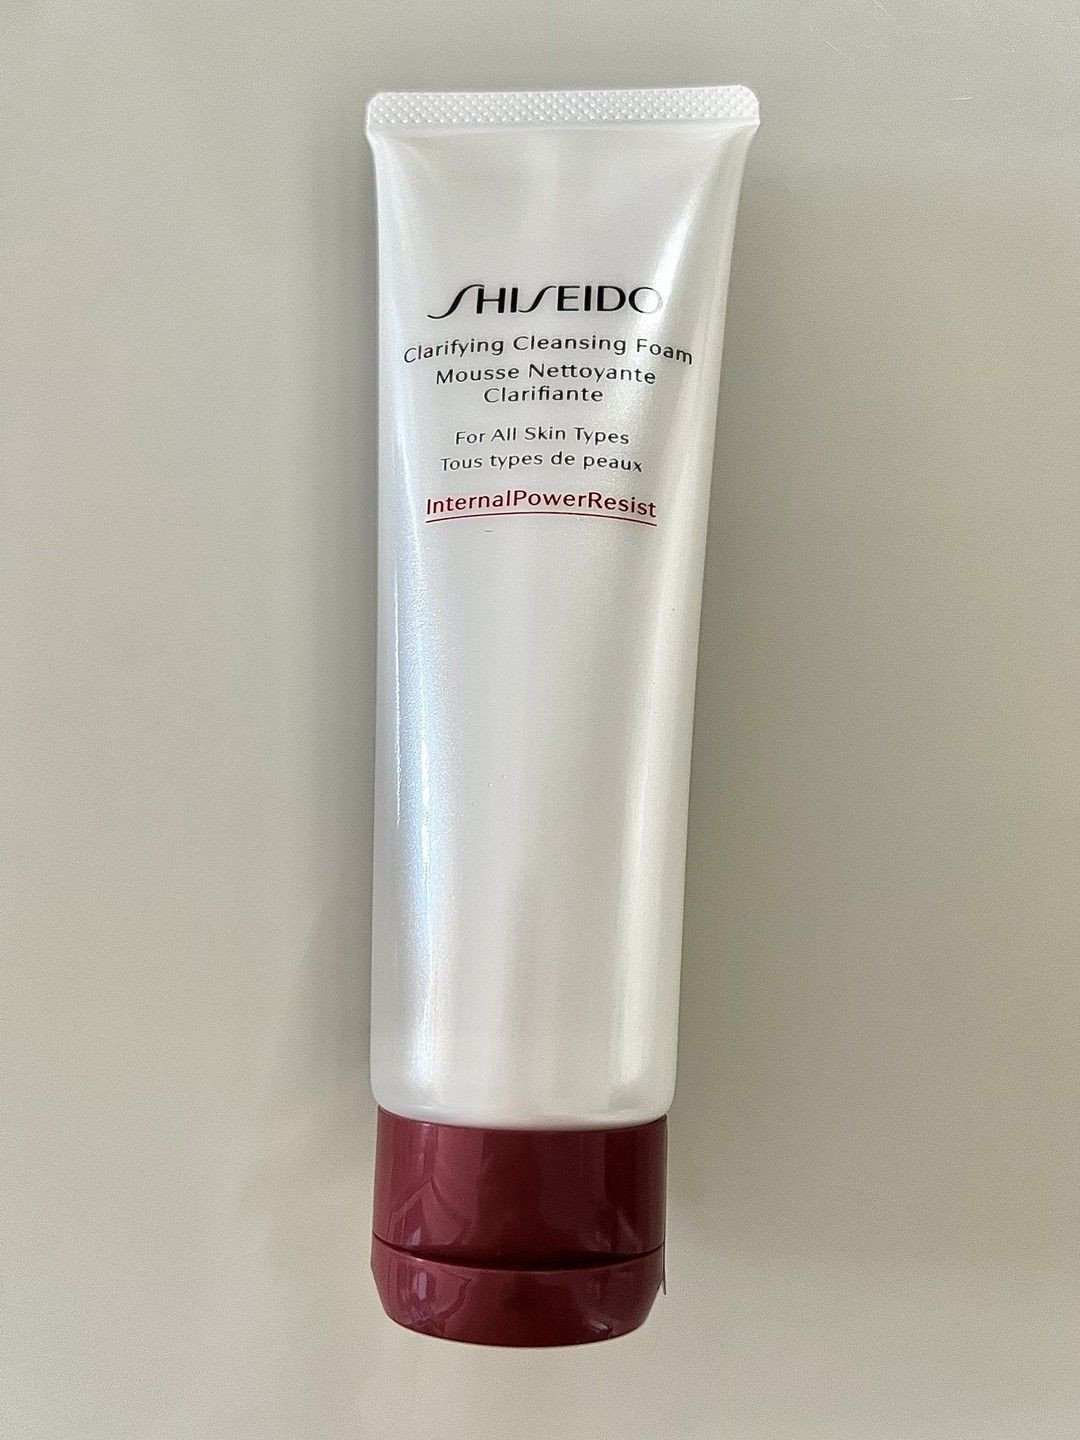 SHISEIDO
Clarifying Cleansing Foam
Mousse Nettoyante
Clarifiante
For All Skin Types
Tous types de peaux
InternalPowerResist